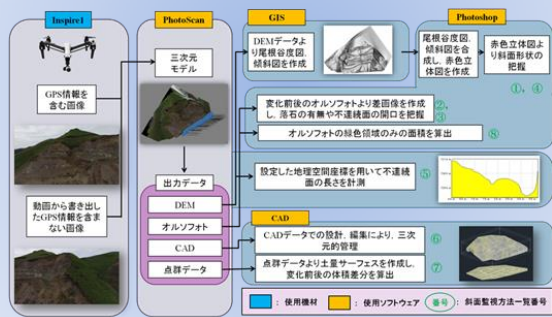 Inspire1
GPS情報を
含む画像
動画から書き出し
たGPS情報を含ま
ない画像
PhotoScan
三次元
モデル
出力データ
DEM
オルソフォト
CAD
点群データ
GIS
DEMデータよ
り尾根谷度図、
傾斜図を作成
Photoshop
尾根谷度図、
傾斜図を合
成し、赤色立
体図を作成
赤色立体図よ
り斜面形状の
把握
①、④
変化前後のオルソフォトより差画像を作成
し、落石の有無や不連続面の開口を把握
②、
③
オルソフォトの緑色領域のみの面積を算出
⑧
設定した地理空間座標を用いて不連続
面の長さを計測
⑤
CAD
CADデータでの設計、編集により、三次
元的管理
⑥
点群データより土量サーフェスを作成し、
変化前後の体積差分を算出
⑦
：使用機材
：使用ソフトウェア
番号：斜面監視方法一覧番号